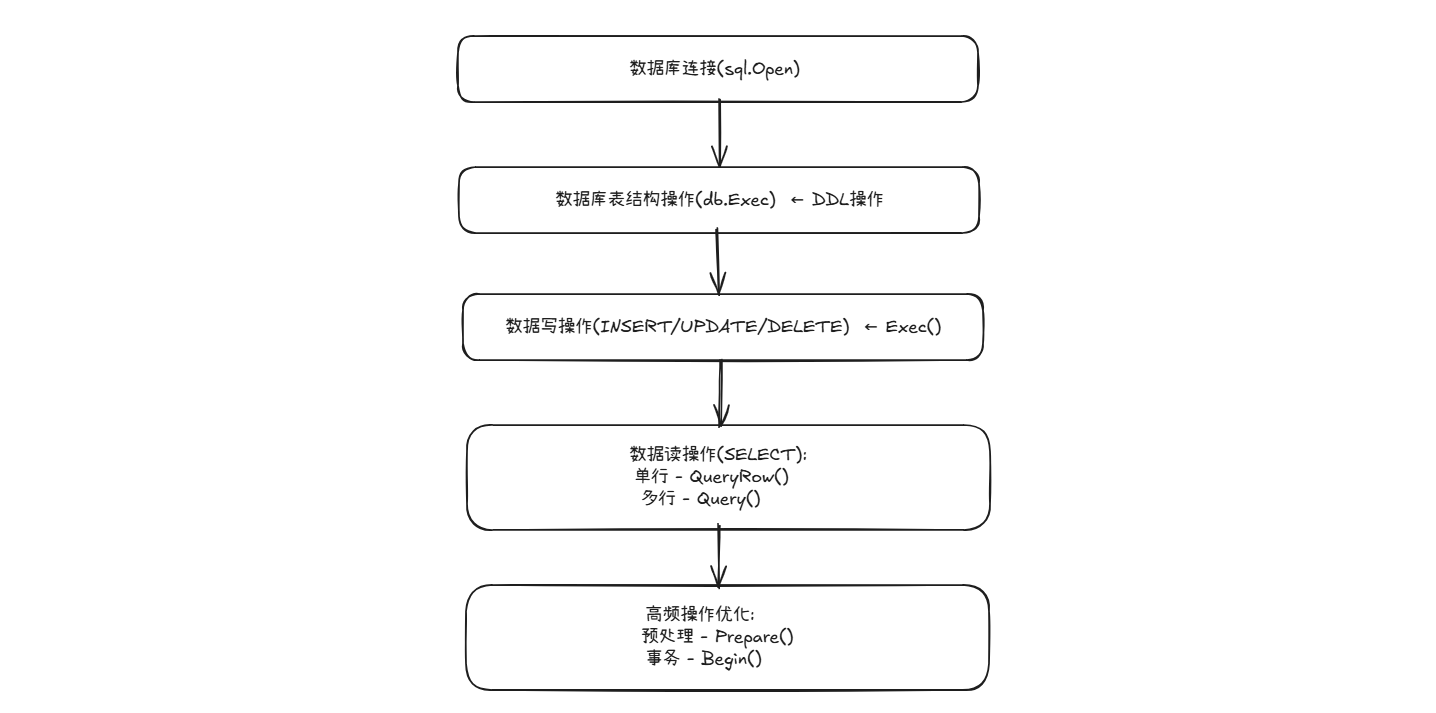 数据库连接(sql.Open)
数据库表结构操作(db.Exec) ← DDL操作
数据写操作(INSERT/UPDATE/DELETE) ← Exec()
数据读操作(SELECT):
单行 - QueryRow()
多行 - Query()
高频操作优化:
预处理 - Prepare()
事务 - Begin()